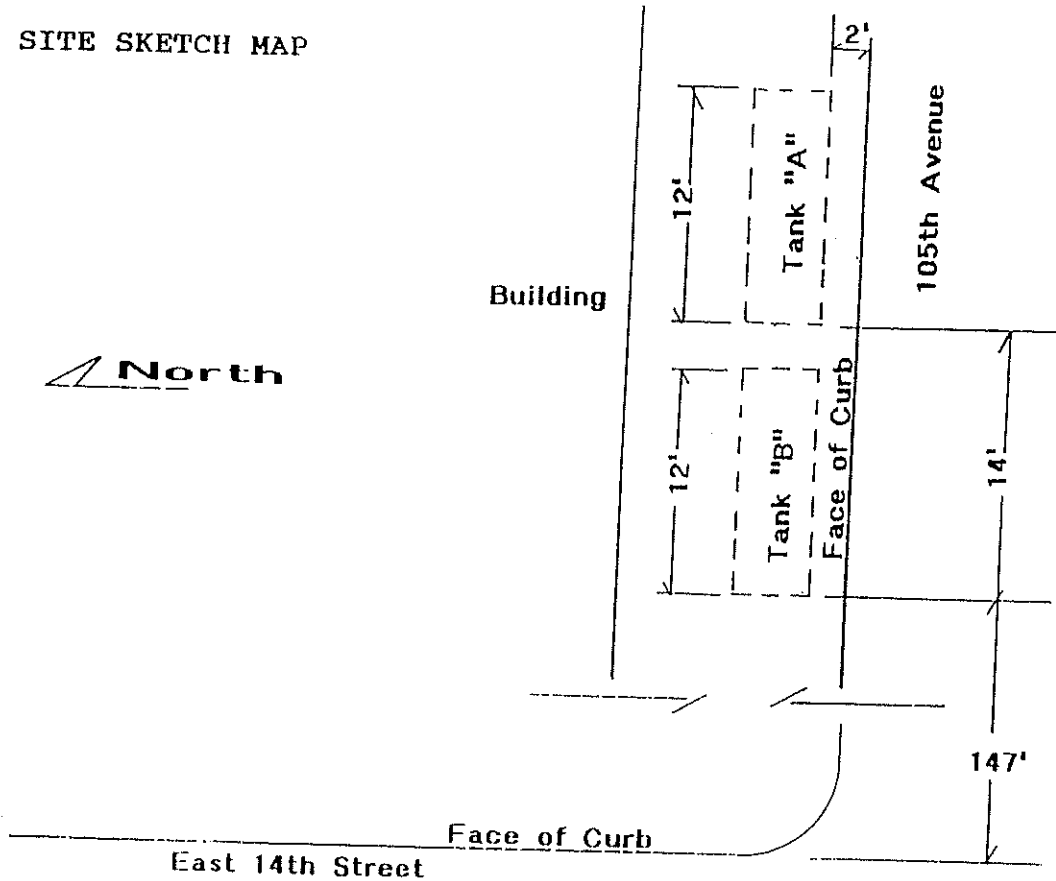 SITE SKETCH MAP
2'
12'
Tank "A"
105th Avenue
Building
North
12'
Tank "B"
Face of Curb
14'
147'
Face of Curb
East 14th Street